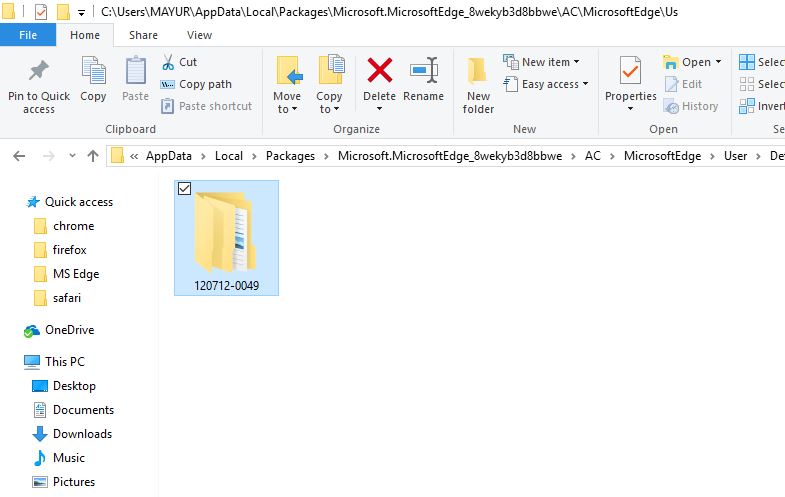 C:\Users\MAYUR\AppData\Local\Packages\Microsoft.MicrosoftEdge_8wekyb3d8bbwe\AC\MicrosoftEdge\Us
File Home Share View
Pin to Quick access
Copy
Paste
Cut
Copy path
Paste shortcut
Clipboard
Move to
Copy to
Delete
Rename
Organize
New folder
New item
Easy access
New
Properties
Open
Edit
History
Open
Selec
Select
Invert
Se
« AppData > Local > Packages > Microsoft.MicrosoftEdge_8wekyb3d8bbwe > AC > MicrosoftEdge > User > De
Quick access
chrome
firefox
MS Edge
safari
OneDrive
This PC
Desktop
Documents
Downloads
Music
Pictures
120712-0049